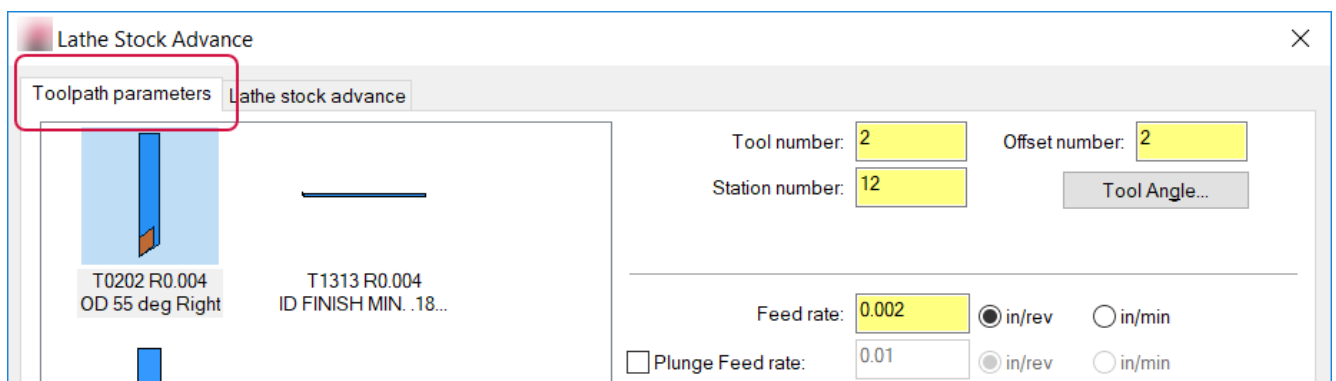 Lathe Stock Advance
Toolpath parameters
Lathe stock advance
Tool number: 2
Offset number: 2
Station number: 12
Tool Angle...
T0202 R0.004
OD 55 deg Right
T1313 R0.004
ID FINISH MIN. .18...
Feed rate: 0.002 in/rev in/min
Plunge Feed rate: 0.01 in/rev in/min